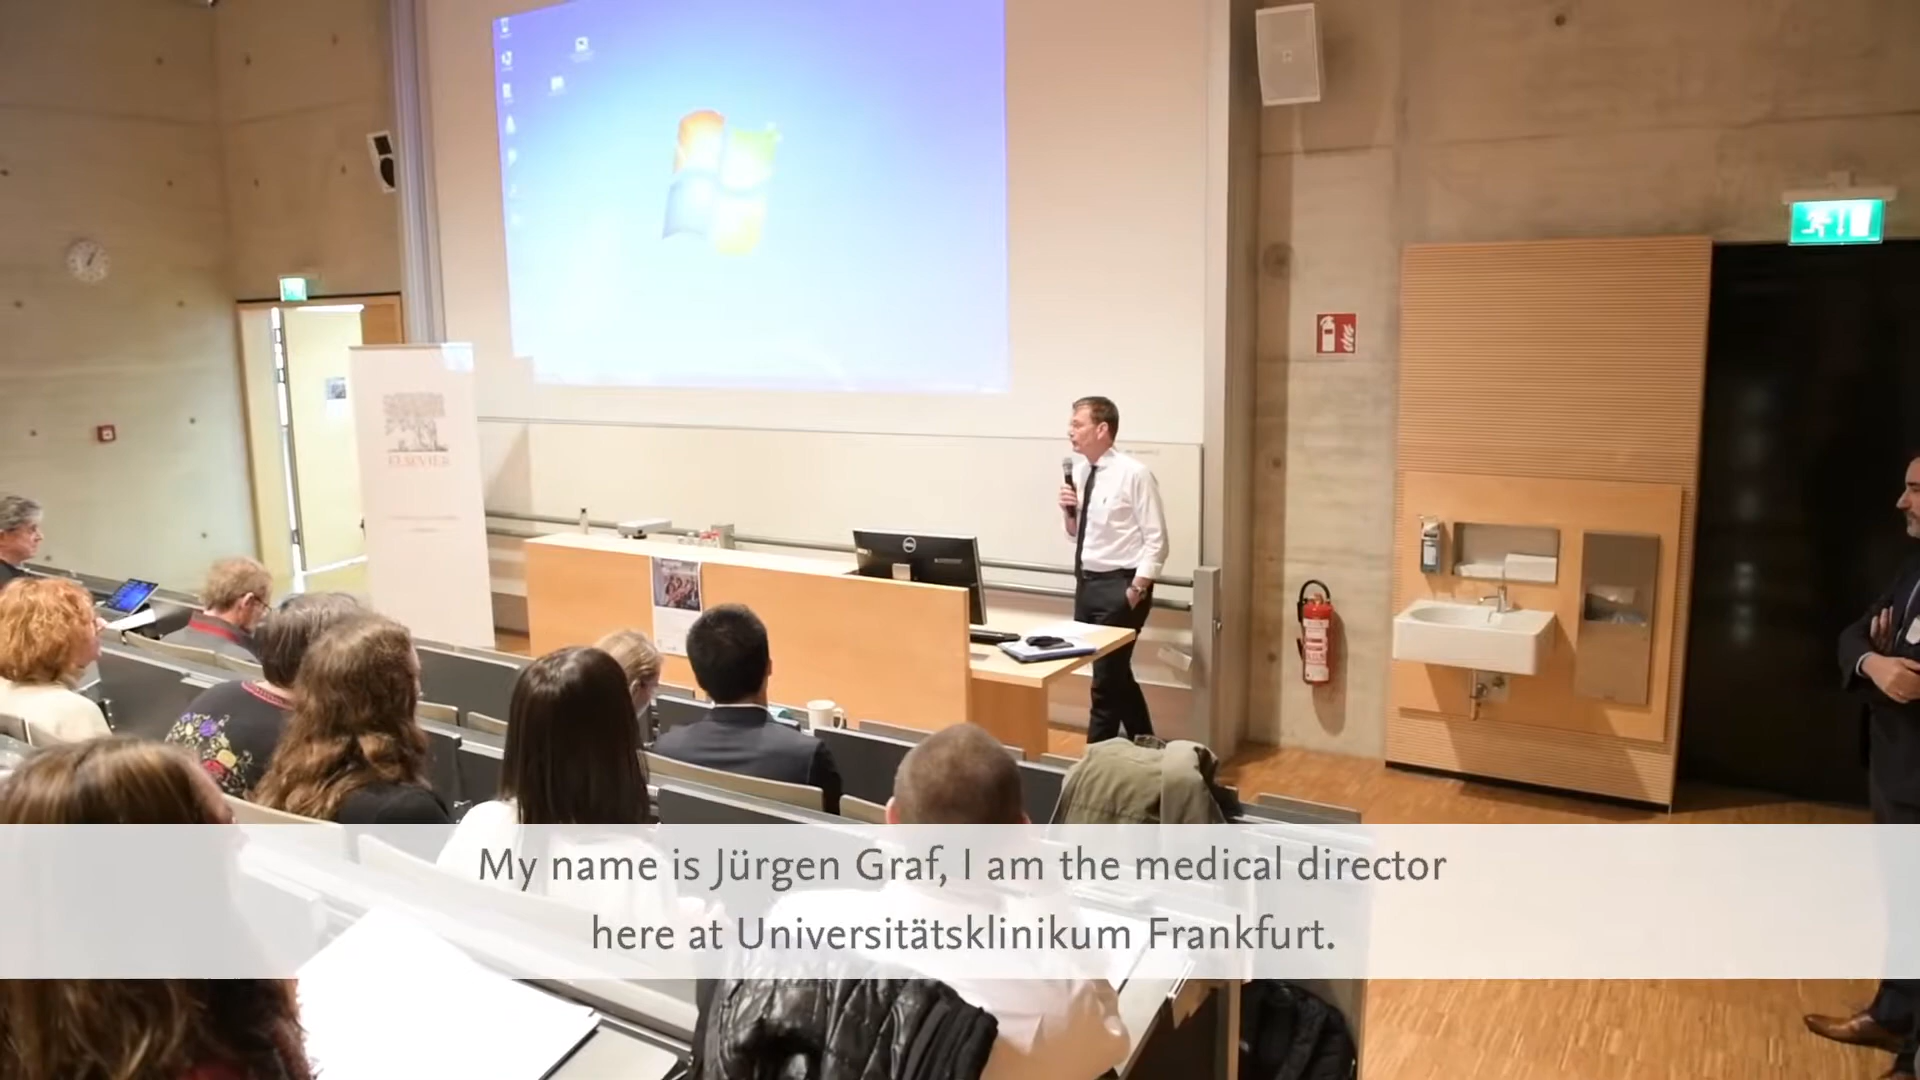 ELSEVIER
DELL
My name is Jürgen Graf, I am the medical director
here at Universitätsklinikum Frankfurt.